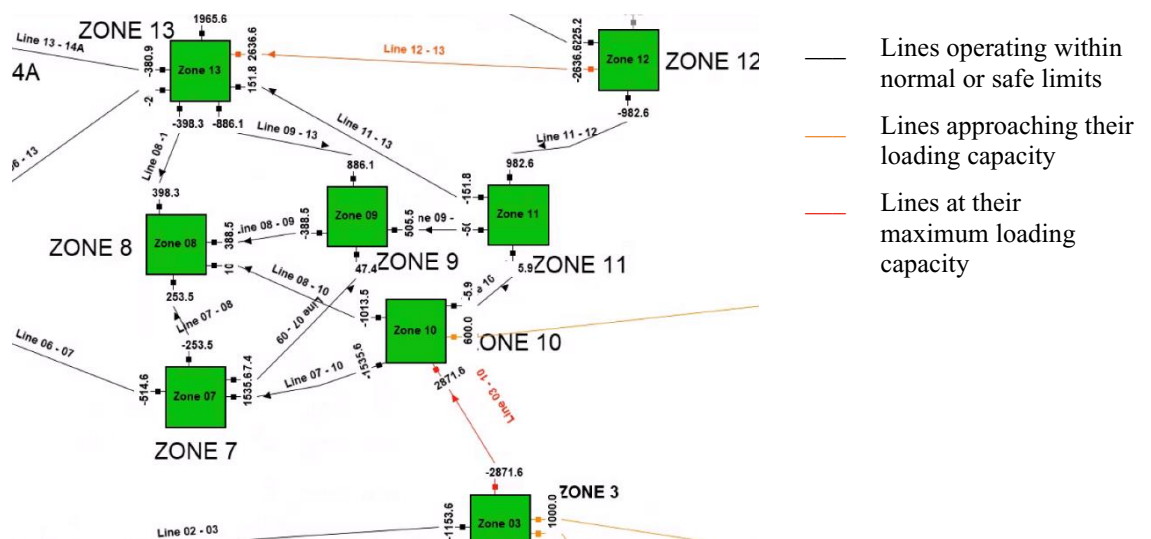 ZONE 13
1965.6
Line 13 - 14A
4A
-380.9
Zone 13
2636.6
151.8
-2
-398.3
-886.1
Line 12 - 13
-2636.6
225.2
Zone 12
ZONE 12
-982.6
Line 11 - 12
Line 09 - 13
Line 11 - 13
6 - 13
Line 08 -1
398.3
886.1
982.6
-151.8
Zone 11
ZONE 11
-50
ne 09 -
505.5
Zone 09
ZONE 9
-388.5
Line 08 - 09
388.5
Zone 08
ZONE 8
10
253.5
47.4
5.9
Line 08 - 10
-1013.5
-5.9
e 10
Zone 10
600.0
ONE 10
Line 07 - 08
Line 07 - 09
-253.5
Line 06 - 07
-514.6
Zone 07
7.4
1535.6
ZONE 7
Line 07 - 10
-1535.6
2871.6
Line 03 - 10
-2871.6
ZONE 3
Zone 03
1000.0
-1153.6
Line 02 - 03
Lines operating within
normal or safe limits
Lines approaching their
loading capacity
Lines at their
maximum loading
capacity